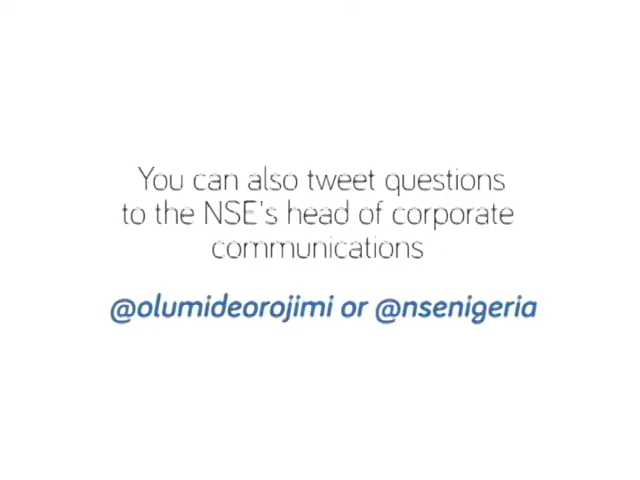 You can also tweet questions
to the NSE's head of corporate
communications
@olumideorojimi or @nsenigeria